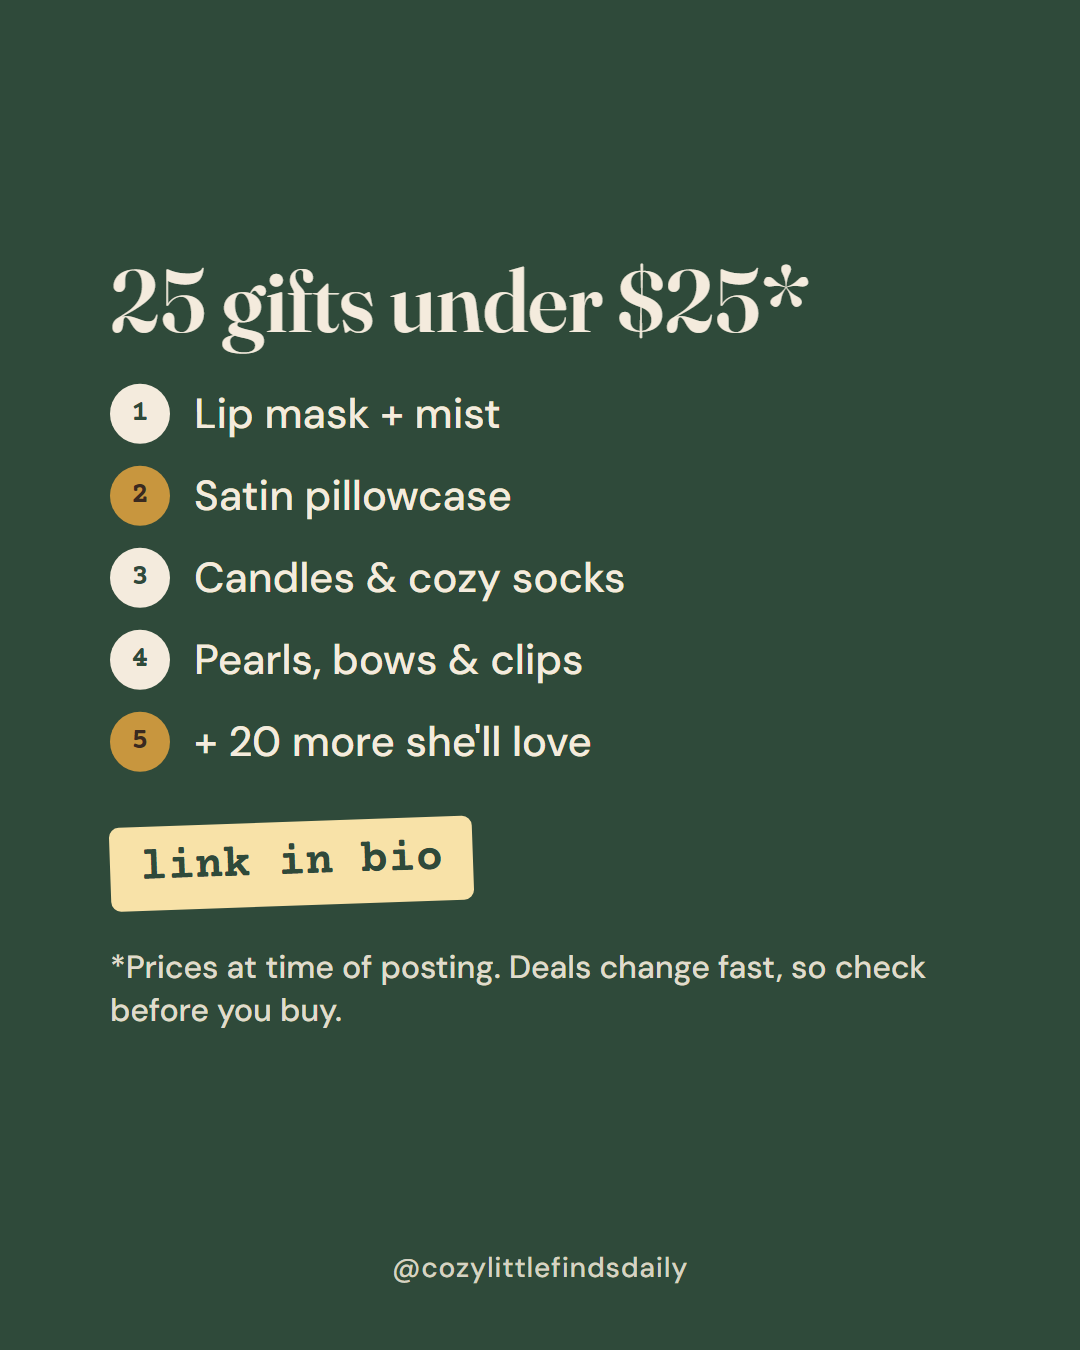 25 gifts under $25*
1 Lip mask + mist
2 Satin pillowcase
3 Candles & cozy socks
4 Pearls, bows & clips
5 + 20 more she'll love
link in bio
*Prices at time of posting. Deals change fast, so check
before you buy.
@cozylittlefindsdaily